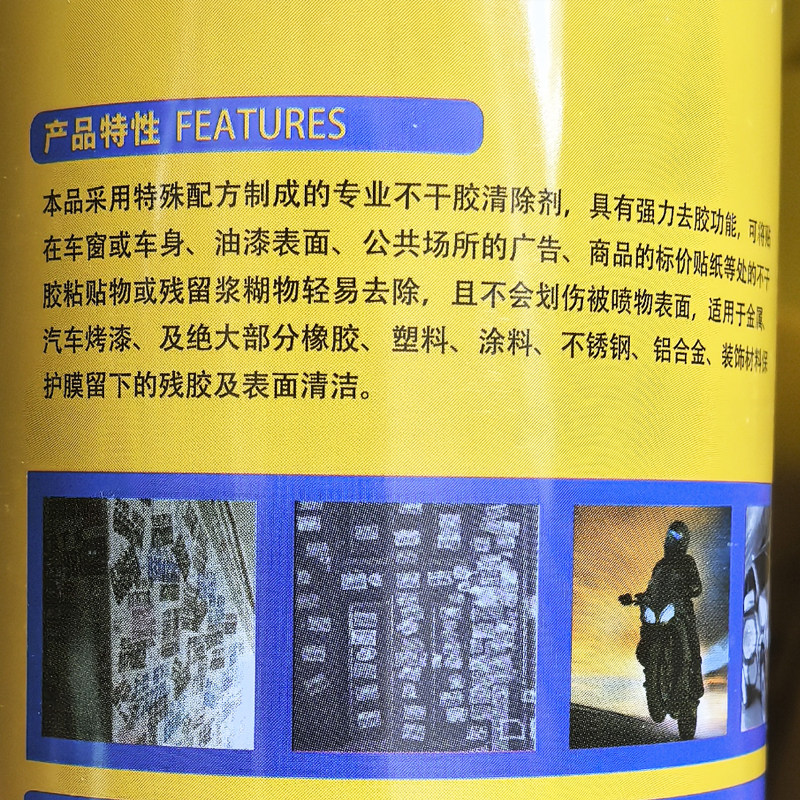 产品特性 FEATURES
本品采用特殊配方制成的专业不干胶清除剂，具有强力去胶功能，可将贴
在车窗或车身、油漆表面、公共场所的广告、商品的标价贴纸等处的不干
胶粘贴物或残留浆糊物轻易去除，且不会划伤被喷物表面，适用于金属、
汽车烤漆、及绝大部分橡胶、塑料、涂料、不锈钢、铝合金、装饰材料保
护膜留下的残胶及表面清洁。